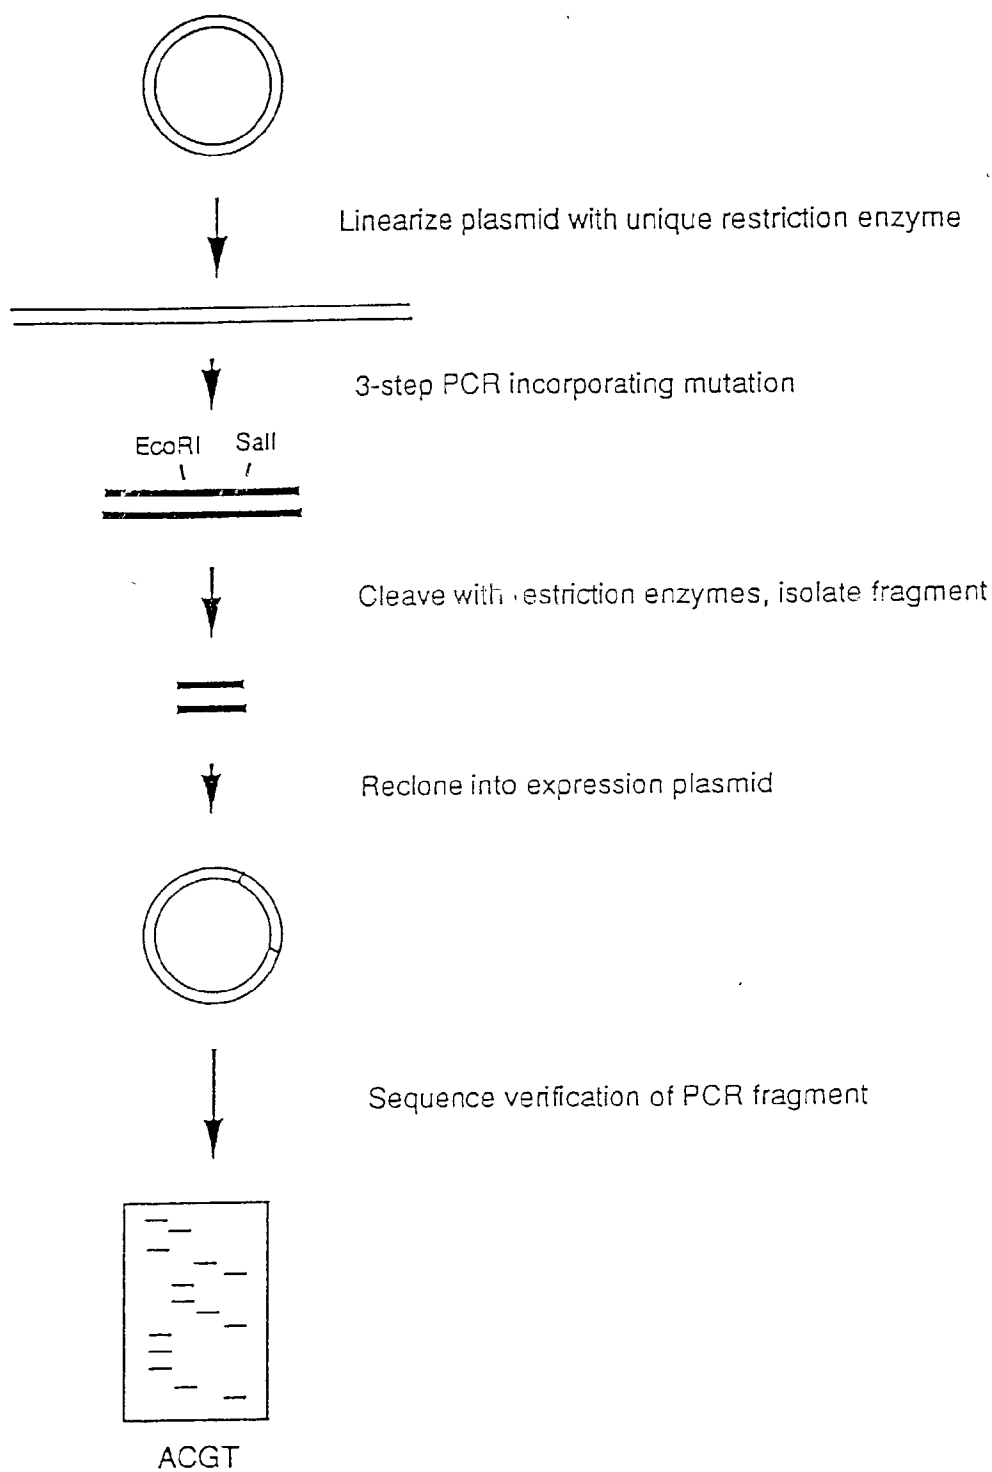 Linearize plasmid with unique restriction enzyme
3-step PCR incorporating mutation
EcoRI SalI
Cleave with restriction enzymes, isolate fragment
Reclone into expression plasmid
Sequence verification of PCR fragment
ACGT